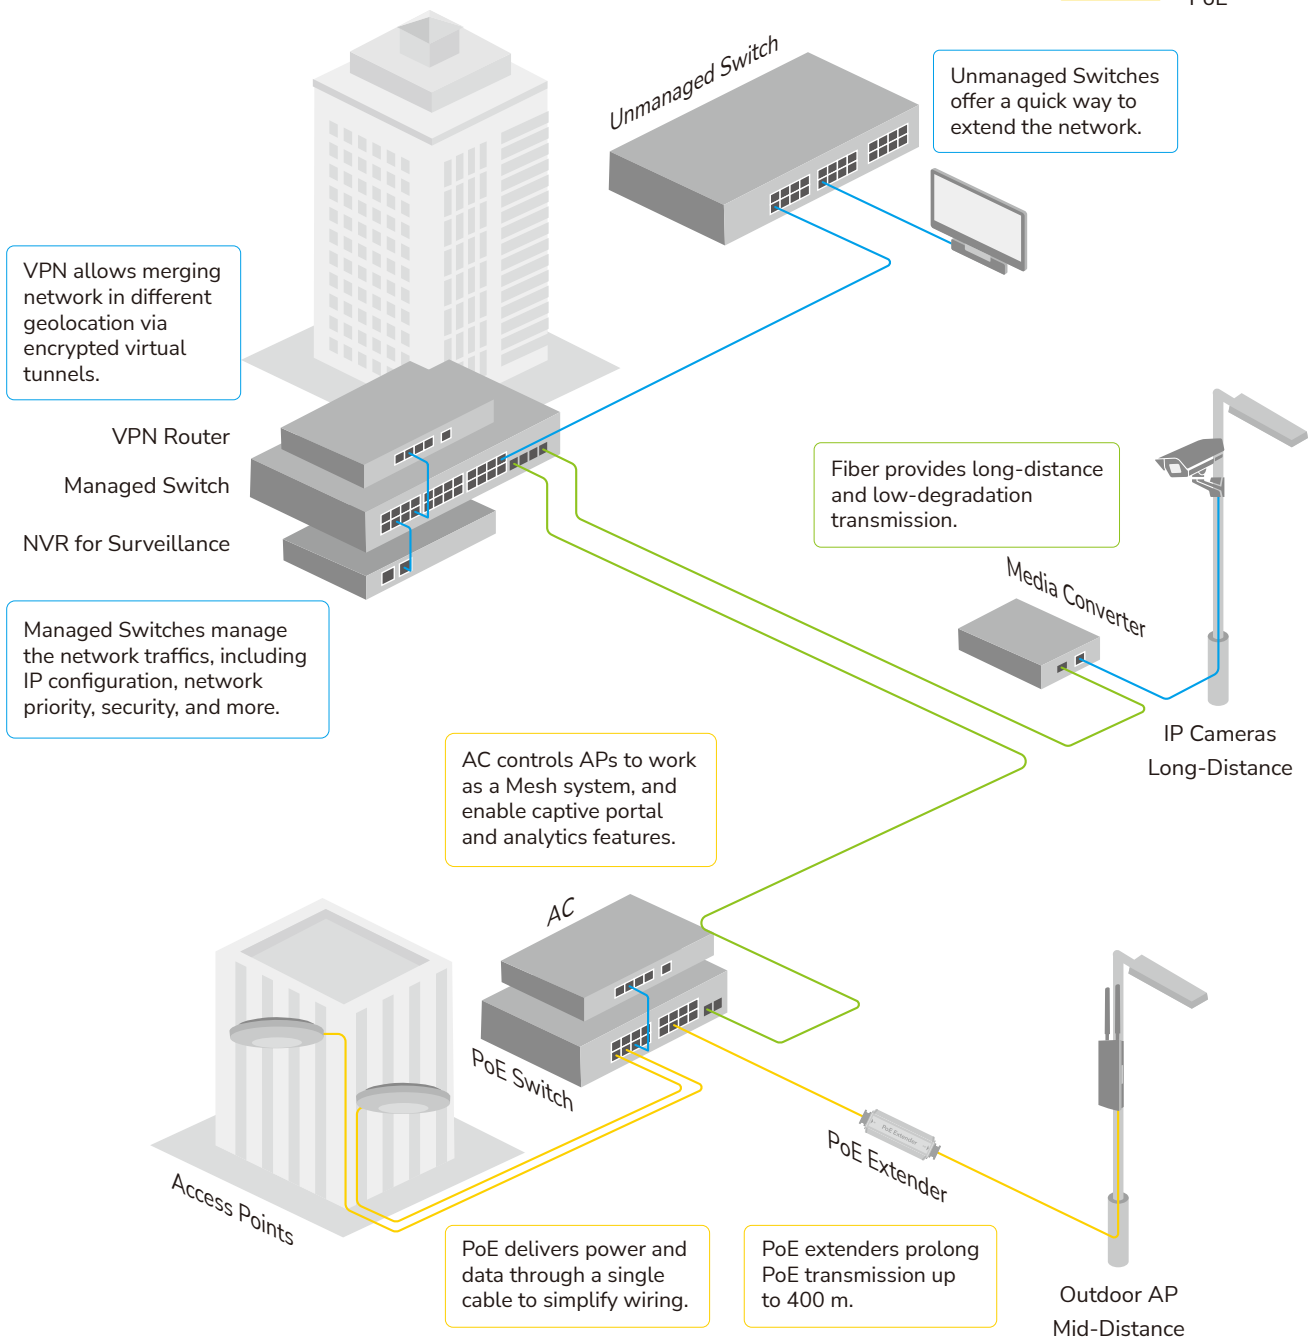 PoE
Unmanaged Switch
Unmanaged Switches
offer a quick way to
extend the network.
VPN allows merging
network in different
geolocation via
encrypted virtual
tunnels.
VPN Router
Managed Switch
NVR for Surveillance
Fiber provides long-distance
and low-degradation
transmission.
Media Converter
Managed Switches manage
the network traffics, including
IP configuration, network
priority, security, and more.
IP Cameras
Long-Distance
AC controls APs to work
as a Mesh system, and
enable captive portal
and analytics features.
AC
PoE Switch
PoE Extender
PoE Extender
Access Points
PoE delivers power and
data through a single
cable to simplify wiring.
PoE extenders prolong
PoE transmission up
to 400 m.
Outdoor AP
Mid-Distance